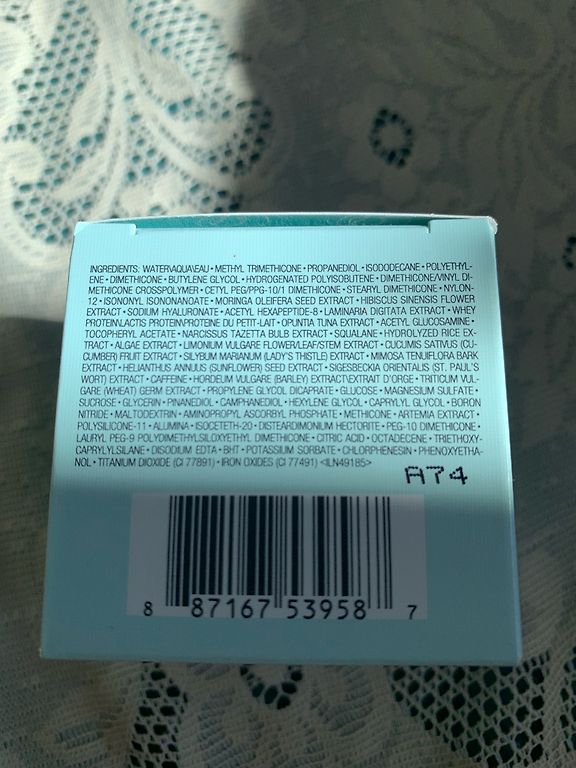 INGREDIENTS: WATER\AQUA\EAU • METHYL TRIMETHICONE • PROPANEDIOL • ISODODECANE • POLYETHYL-
ENE • DIMETHICONE • BUTYLENE GLYCOL • HYDROGENATED POLYISOBUTENE • DIMETHICONE/VINYL DI-
METHICONE CROSSPOLYMER • CETYL PEG/PPG-10/1 DIMETHICONE • STEARYL DIMETHICONE • NYLON-
12 • ISONONYL ISONONANOATE • MORINGA OLEIFERA SEED EXTRACT • HIBISCUS SINENSIS FLOWER
EXTRACT • SODIUM HYALURONATE • ACETYL HEXAPEPTIDE-8 • LAMINARIA DIGITATA EXTRACT • WHEY
PROTEIN\LACTIS PROTEIN\PROTÉINE DU PETIT-LAIT • OPUNTIA TUNA EXTRACT • ACETYL GLUCOSAMINE •
TOCOPHERYL ACETATE • NARCISSUS TAZETTA BULB EXTRACT • SQUALANE • HYDROLYZED RICE EX-
TRACT • ALGAE EXTRACT • LIMONIUM VULGARE FLOWER/LEAF/STEM EXTRACT • CUCUMIS SATIVUS (CU-
CUMBER) FRUIT EXTRACT • SILYBUM MARIANUM (LADY'S THISTLE) EXTRACT • MIMOSA TENUIFLORA BARK
EXTRACT • HELIANTHUS ANNUUS (SUNFLOWER) SEED EXTRACT • SIGESBECKIA ORIENTALIS (ST. PAUL'S
WORT) EXTRACT • CAFFEINE • HORDEUM VULGARE (BARLEY) EXTRACT\EXTRAIT D'ORGE • TRITICUM VUL-
GARE (WHEAT) GERM EXTRACT • PROPYLENE GLYCOL DICAPRATE • GLUCOSE • MAGNESIUM SULFATE •
SUCROSE • GLYCERIN • PINANEDIOL • CAMPHANEDIOL • HEXYLENE GLYCOL • CAPRYLYL GLYCOL • BORON
NITRIDE • MALTODEXTRIN • AMINOPROPYL ASCORBYL PHOSPHATE • METHICONE • ARTEMIA EXTRACT •
POLYSILICONE-11 • ALUMINA • ISOCETETH-20 • DISTEARDIMONIUM HECTORITE • PEG-10 DIMETHICONE •
LAURYL PEG-9 POLYDIMETHYLSILOXYETHYL DIMETHICONE • CITRIC ACID • OCTADECENE • TRIETHOXY-
CAPRYLYLSILANE • DISODIUM EDTA • BHT • POTASSIUM SORBATE • CHLORPHENESIN • PHENOXYETHA-
NOL • TITANIUM DIOXIDE (CI 77891) • IRON OXIDES (CI 77491) <ILN49185>
A74
8 87167 53958 7